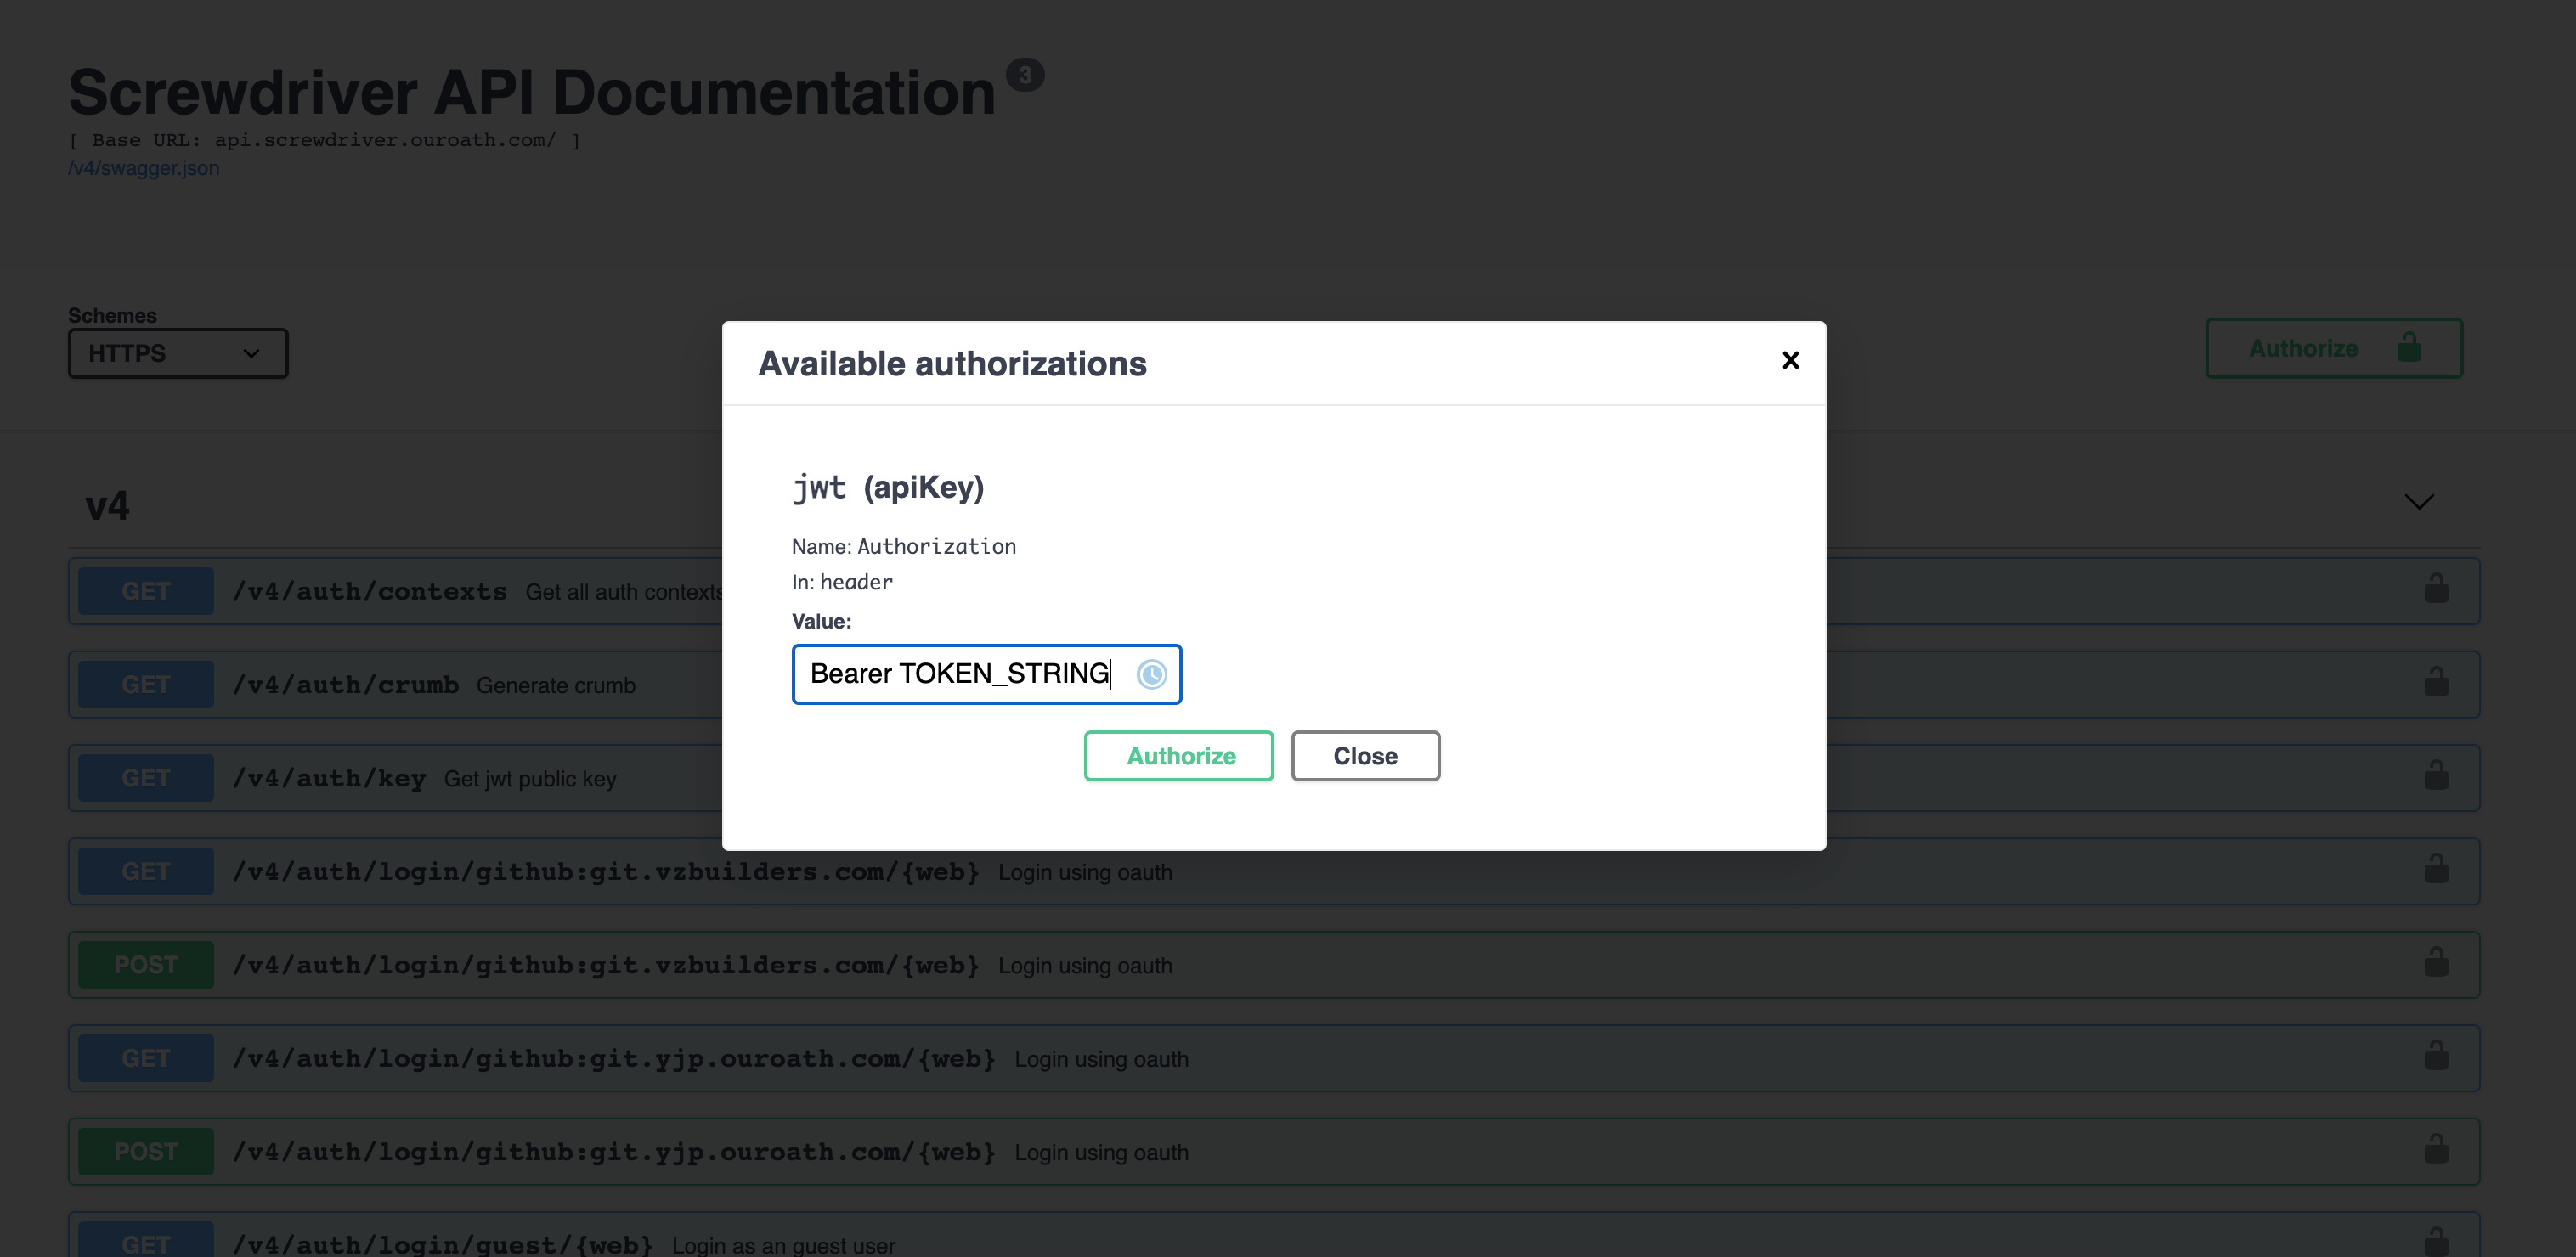 Screwdriver API Documentation 3
[ Base URL: api.screwdriver.ouroath.com/ ]
/v4/swagger.json
Schemes
HTTPS
Authorize
Available authorizations
jwt (apiKey)
Name: Authorization
In: header
Value:
Bearer TOKEN_STRING
Authorize Close
v4
GET /v4/auth/contexts Get all auth contexts
GET /v4/auth/crumb Generate crumb
GET /v4/auth/key Get jwt public key
GET /v4/auth/login/github:git.vzbuilders.com/{web} Login using oauth
POST /v4/auth/login/github:git.vzbuilders.com/{web} Login using oauth
GET /v4/auth/login/github:git.yjp.ouroath.com/{web} Login using oauth
POST /v4/auth/login/github:git.yjp.ouroath.com/{web} Login using oauth
GET /v4/auth/login/guest/{web} Login as an guest user